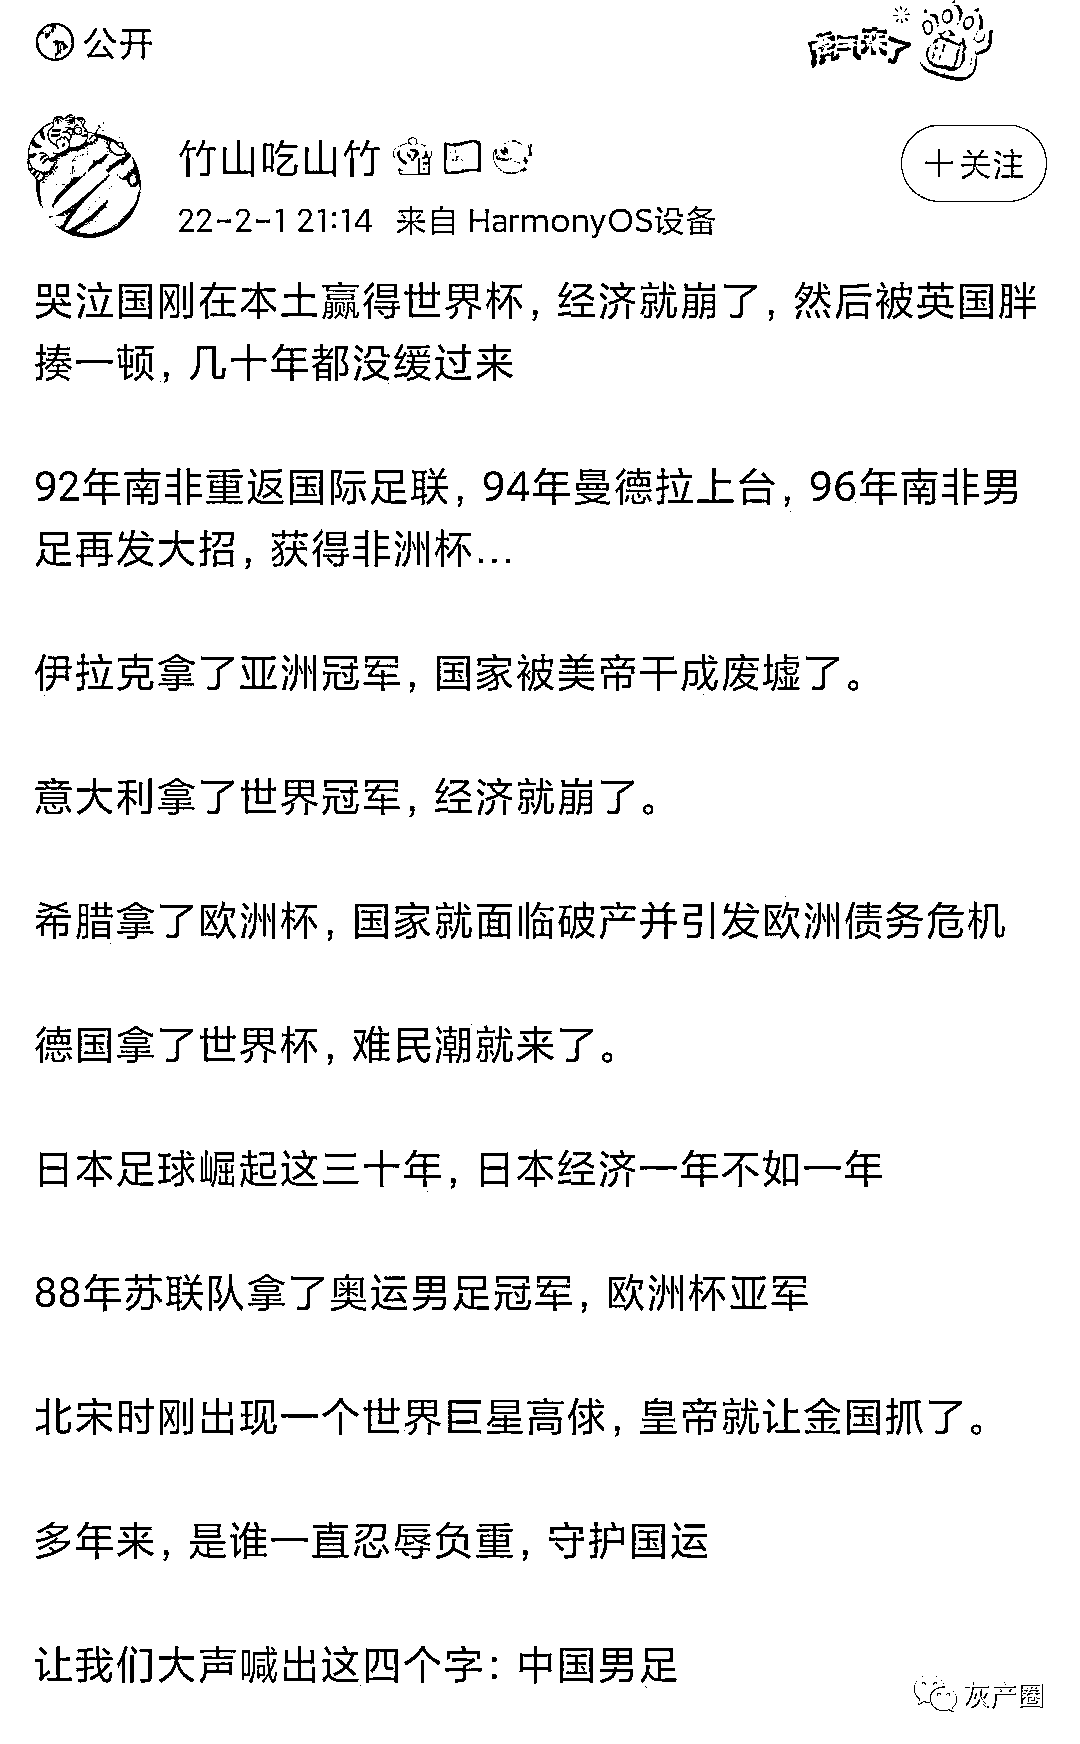 公开
虎气来了
竹山吃山竹
+关注
22-2-1 21:14 来自 HarmonyOS设备
哭泣国刚在本土赢得世界杯，经济就崩了，然后被英国胖
揍一顿，几十年都没缓过来
92年南非重返国际足联，94年曼德拉上台，96年南非男
足再发大招，获得非洲杯...
伊拉克拿了亚洲冠军，国家被美帝干成废墟了。
意大利拿了世界冠军，经济就崩了。
希腊拿了欧洲杯，国家就面临破产并引发欧洲债务危机
德国拿了世界杯，难民潮就来了。
日本足球崛起这三十年，日本经济一年不如一年
88年苏联队拿了奥运男足冠军，欧洲杯亚军
北宋时刚出现一个世界巨星高俅，皇帝就让金国抓了。
多年来，是谁一直忍辱负重，守护国运
让我们大声喊出这四个字：中国男足
灰产圈